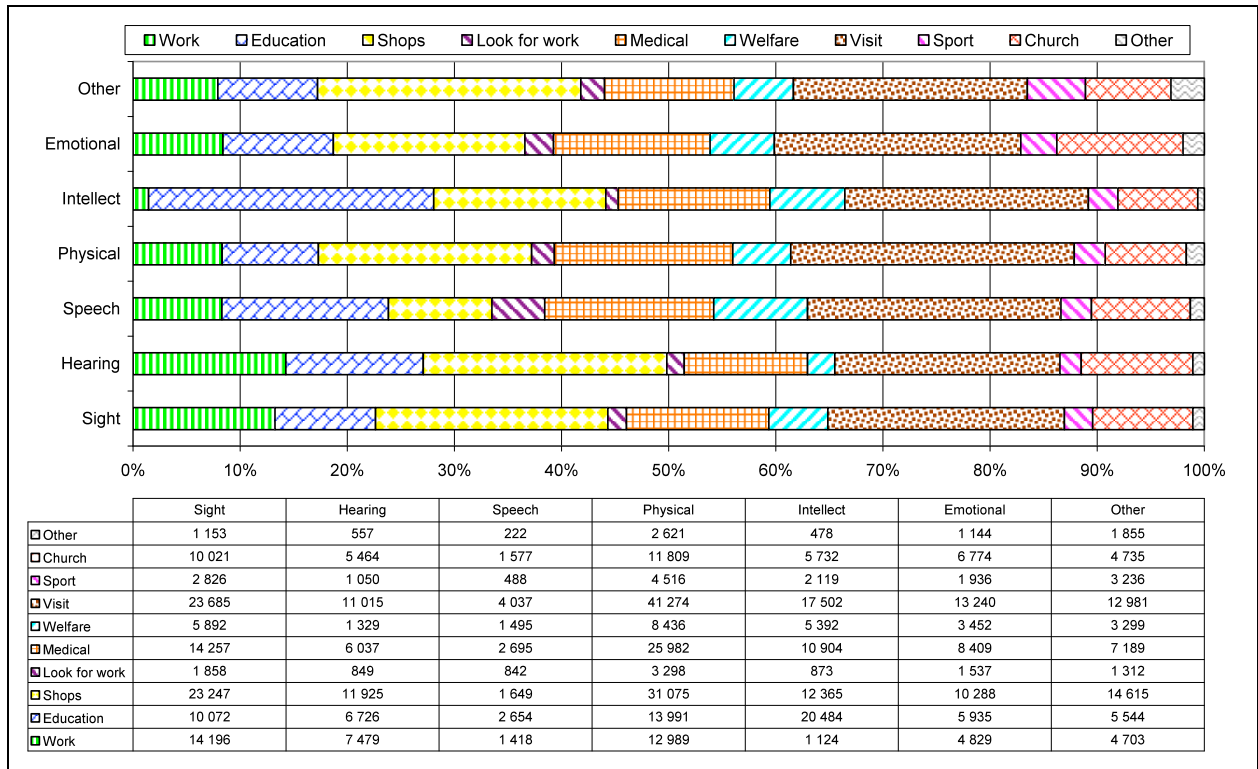 Work Education Shops Look for work Medical Welfare Visit Sport Church Other
Other
Emotional
Intellect
Physical
Speech
Hearing
Sight
0% 10% 20% 30% 40% 50% 60% 70% 80% 90% 100%
Sight Hearing Speech Physical Intellect Emotional Other
Other 1 153 557 222 2 621 478 1 144 1 855
Church 10 021 5 464 1 577 11 809 5 732 6 774 4 735
Sport 2 826 1 050 488 4 516 2 119 1 936 3 236
Visit 23 685 11 015 4 037 41 274 17 502 13 240 12 981
Welfare 5 892 1 329 1 495 8 436 5 392 3 452 3 299
Medical 14 257 6 037 2 695 25 982 10 904 8 409 7 189
Look for work 1 858 849 842 3 298 873 1 537 1 312
Shops 23 247 11 925 1 649 31 075 12 365 10 288 14 615
Education 10 072 6 726 2 654 13 991 20 484 5 935 5 544
Work 14 196 7 479 1 418 12 989 1 124 4 829 4 703